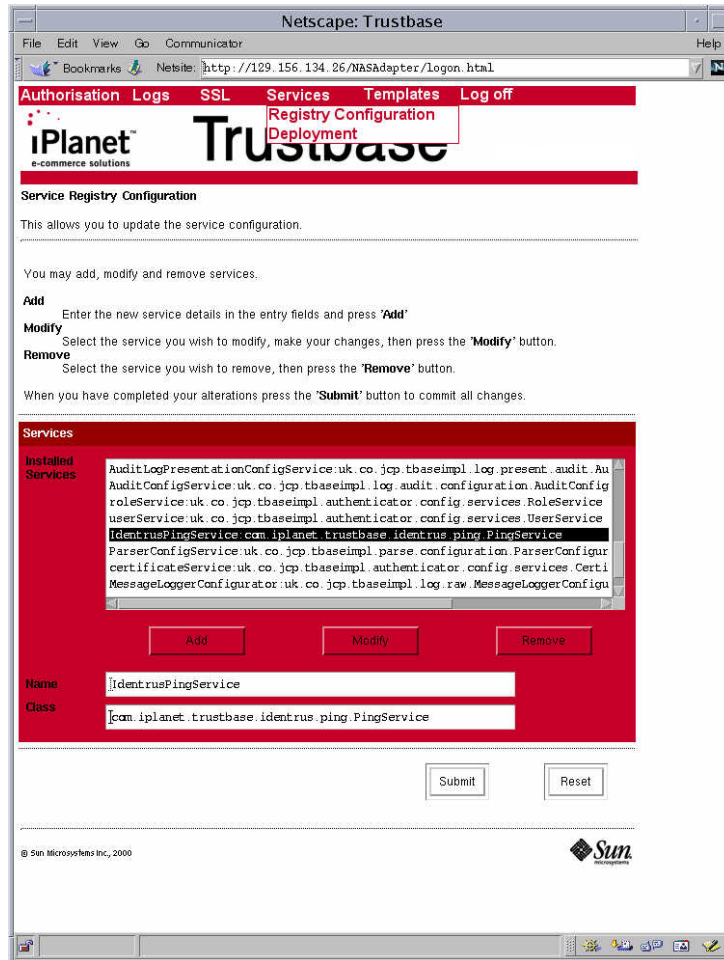 Netscape: Trustbase
File Edit View Go Communicator Help
Bookmarks Netsite: http://129.156.134.26/NASAdapter/logon.html
Authorisation Logs SSL Services Templates Log off
Registry Configuration
Deployment
iPlanet™
e-commerce solutions
Trustbase
Service Registry Configuration
This allows you to update the service configuration.
You may add, modify and remove services.
Add
Enter the new service details in the entry fields and press 'Add'
Modify
Select the service you wish to modify, make your changes, then press the 'Modify' button.
Remove
Select the service you wish to remove, then press the 'Remove' button.
When you have completed your alterations press the 'Submit' button to commit all changes.
Services
Installed
Services
AuditLogPresentationConfigService:uk.co.jcp.tbaseimpl.log.present.audit.Au
AuditConfigService:uk.co.jcp.tbaseimpl.log.audit.configuration.AuditConfig
roleService:uk.co.jcp.tbaseimpl.authenticator.config.services.RoleService
userService:uk.co.jcp.tbaseimpl.authenticator.config.services.UserService
IdentrusPingService:com.iplanet.trustbase.identrus.ping.PingService
ParserConfigService:uk.co.jcp.tbaseimpl.parse.configuration.ParserConfigur
certificateService:uk.co.jcp.tbaseimpl.authenticator.config.services.Certi
MessageLoggerConfigurator:uk.co.jcp.tbaseimpl.log.raw.MessageLoggerConfigu
Add Modify Remove
Name IdentrusPingService
Class com.iplanet.trustbase.identrus.ping.PingService
Submit Reset
© Sun Microsystems Inc., 2000
Sun
microsystems